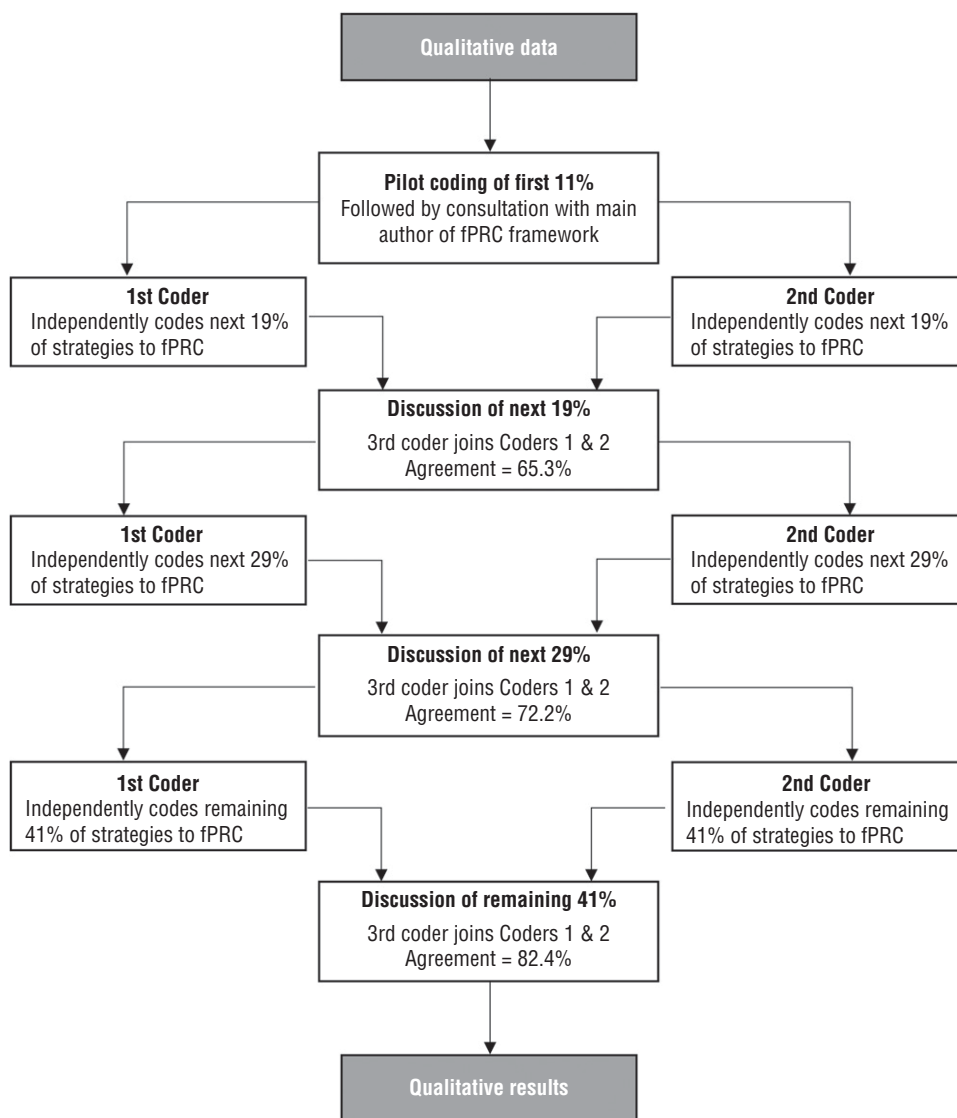 Qualitative data
Pilot coding of first 11%
Followed by consultation with main
author of fPRC framework
1st Coder
Independently codes next 19%
of strategies to fPRC
2nd Coder
Independently codes next 19%
of strategies to fPRC
Discussion of next 19%
3rd coder joins Coders 1 & 2
Agreement = 65.3%
1st Coder
Independently codes next 29%
of strategies to fPRC
2nd Coder
Independently codes next 29%
of strategies to fPRC
Discussion of next 29%
3rd coder joins Coders 1 & 2
Agreement = 72.2%
1st Coder
Independently codes remaining
41% of strategies to fPRC
2nd Coder
Independently codes remaining
41% of strategies to fPRC
Discussion of remaining 41%
3rd coder joins Coders 1 & 2
Agreement = 82.4%
Qualitative results